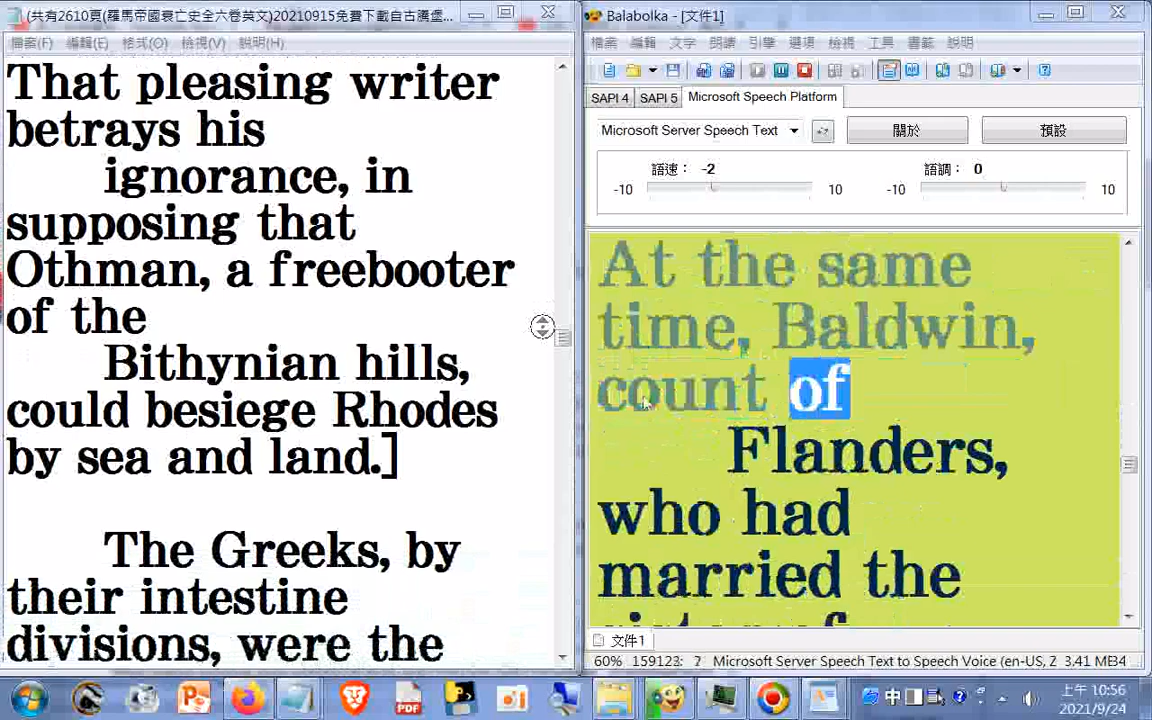 (共有2610頁(羅馬帝國衰亡史全六卷英文)20210915免費下載自古騰堡...
檔案(F) 編輯(E) 格式(O) 檢視(V) 說明(H)
That pleasing writer
betrays his
ignorance, in
supposing that
Othman, a freebooter
of the
Bithynian hills,
could besiege Rhodes
by sea and land.]
The Greeks, by
their intestine
divisions, were the
Balabolka - [文件1]
檔案 編輯 文字 朗讀 引擎 選項 檢視 工具 書籤 說明
SAPI 4 SAPI 5 Microsoft Speech Platform
Microsoft Server Speech Text 關於 預設
語速: -2 語調: 0
-10 10 -10 10
At the same
time, Baldwin,
count of
Flanders,
who had
married the
sister of
文件1
60% 159123: 7 Microsoft Server Speech Text to Speech Voice (en-US, 2 3.41 MB34
中
上午 10:56
2021/9/24